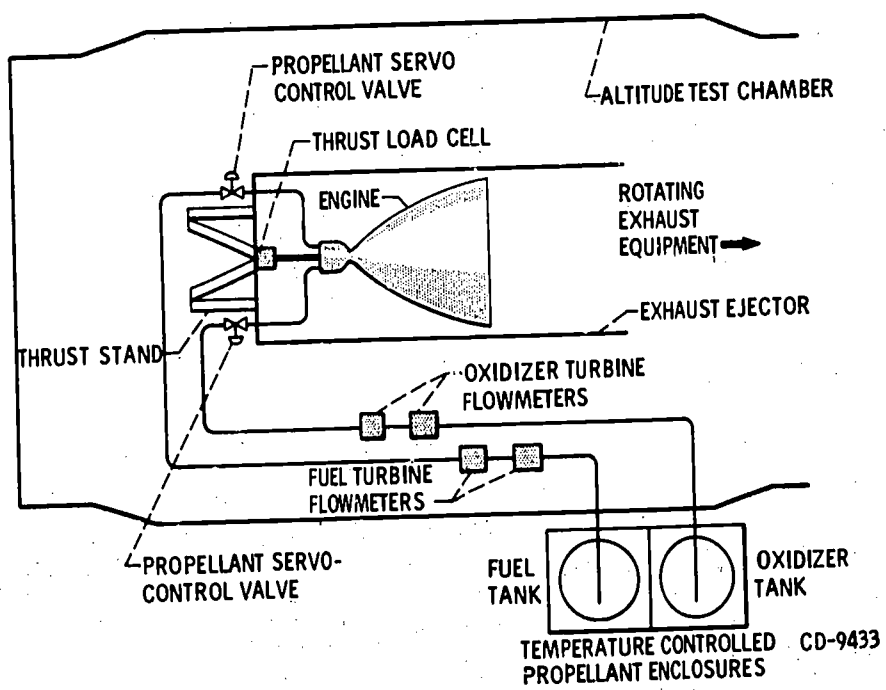 PROPELLANT SERVO
CONTROL VALVE
ALTITUDE TEST CHAMBER
THRUST LOAD CELL
ENGINE
ROTATING
EXHAUST
EQUIPMENT
EXHAUST EJECTOR
THRUST STAND
OXIDIZER TURBINE
FLOWMETERS
FUEL TURBINE
FLOWMETERS
PROPELLANT SERVO-
CONTROL VALVE
FUEL
TANK
OXIDIZER
TANK
TEMPERATURE CONTROLLED CD-9433
PROPELLANT ENCLOSURES